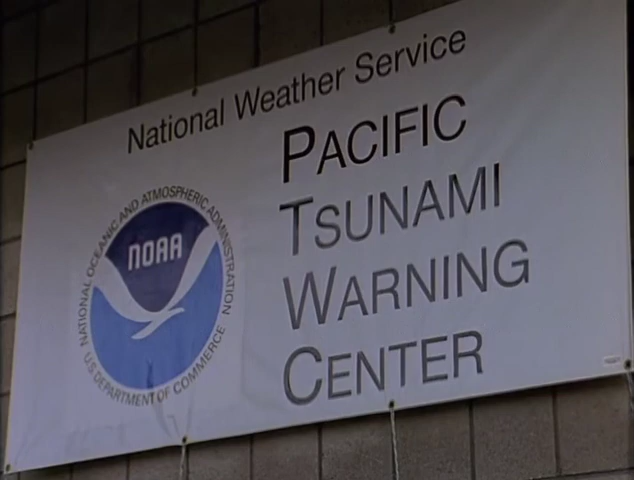 National Weather Service
PACIFIC
TSUNAMI
WARNING
CENTER
NATIONAL OCEANIC AND ATMOSPHERIC ADMINISTRATION
NOAA
U.S. DEPARTMENT OF COMMERCE